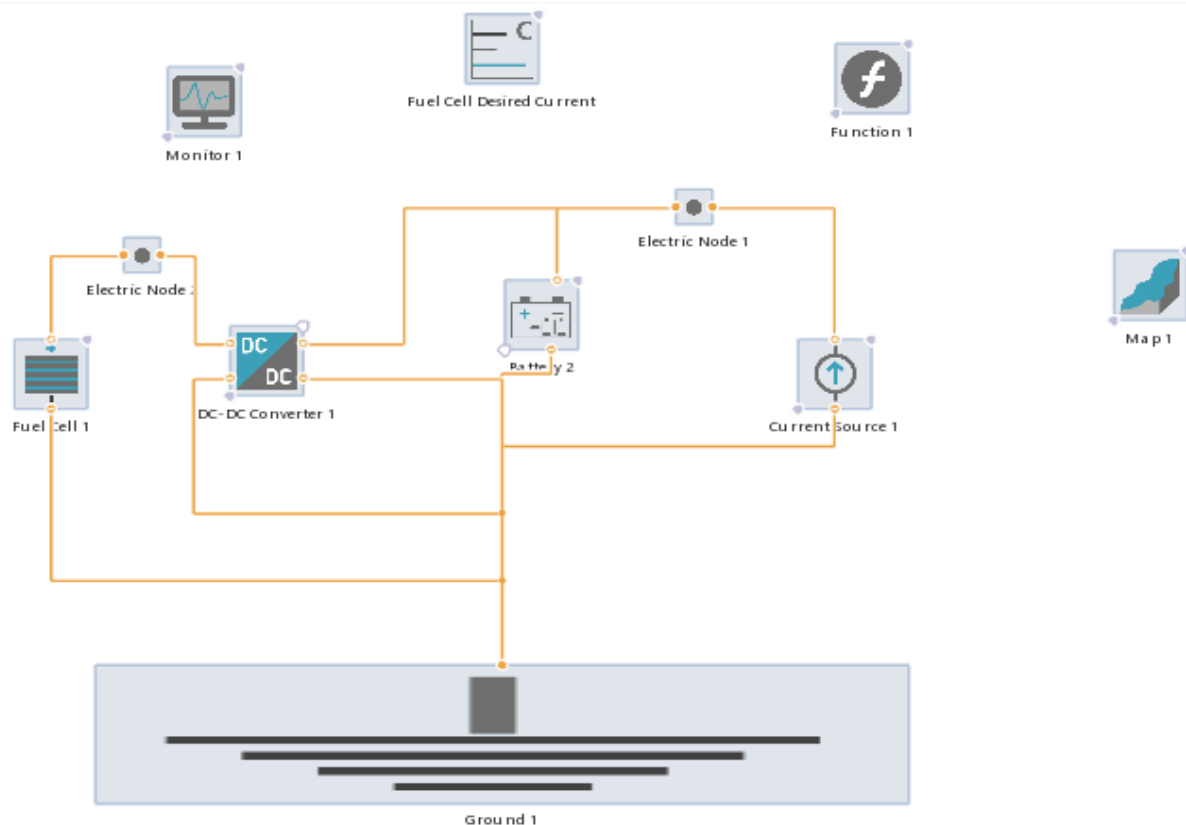 C
Fuel Cell Desired Current
f
Function 1
Monitor 1
Electric Node 1
Electric Node
Map 1
DC
DC
Battery 2
Fuel Cell 1
DC-DC Converter 1
Current Source 1
Ground 1